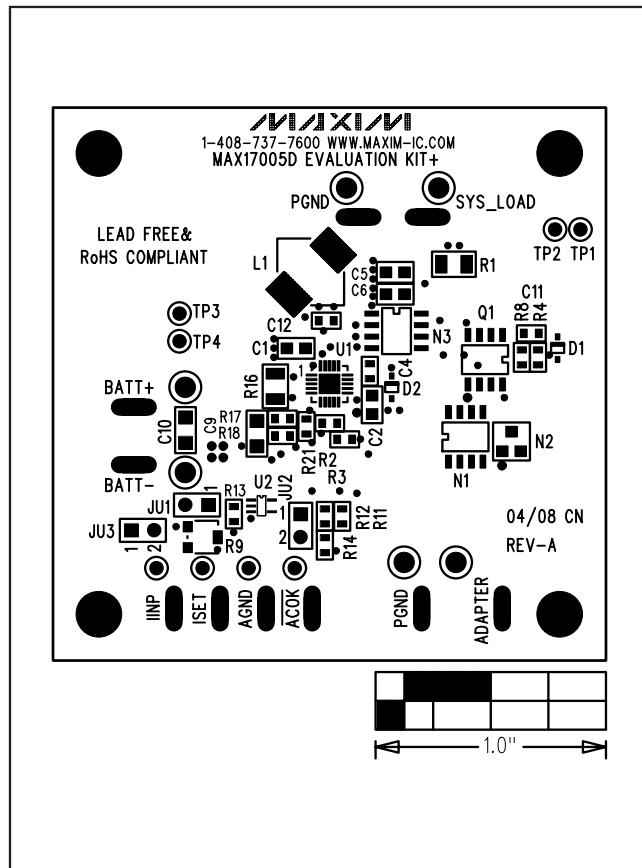 MAXIM
1-408-737-7600 WWW.MAXIM-IC.COM
MAX17005D EVALUATION KIT+
PGND
SYS_LOAD
LEAD FREE&
RoHS COMPLIANT
TP2 TP1
L1
C5
C6
R1
TP3
TP4
C12
C1
U1
1
N3
Q1
C11
R8
R4
D1
C4
D2
R16
C2
BATT+
C10
C9
R17
R18
R21
R2
N1
N2
BATT-
R3
JU1
1
R13
U2
JU2
1
2
R12
R11
R14
JU3
1
2
R9
04/08 CN
REV-A
IINP
ISET
AGND
ACOK
PGND
ADAPTER
1.0"